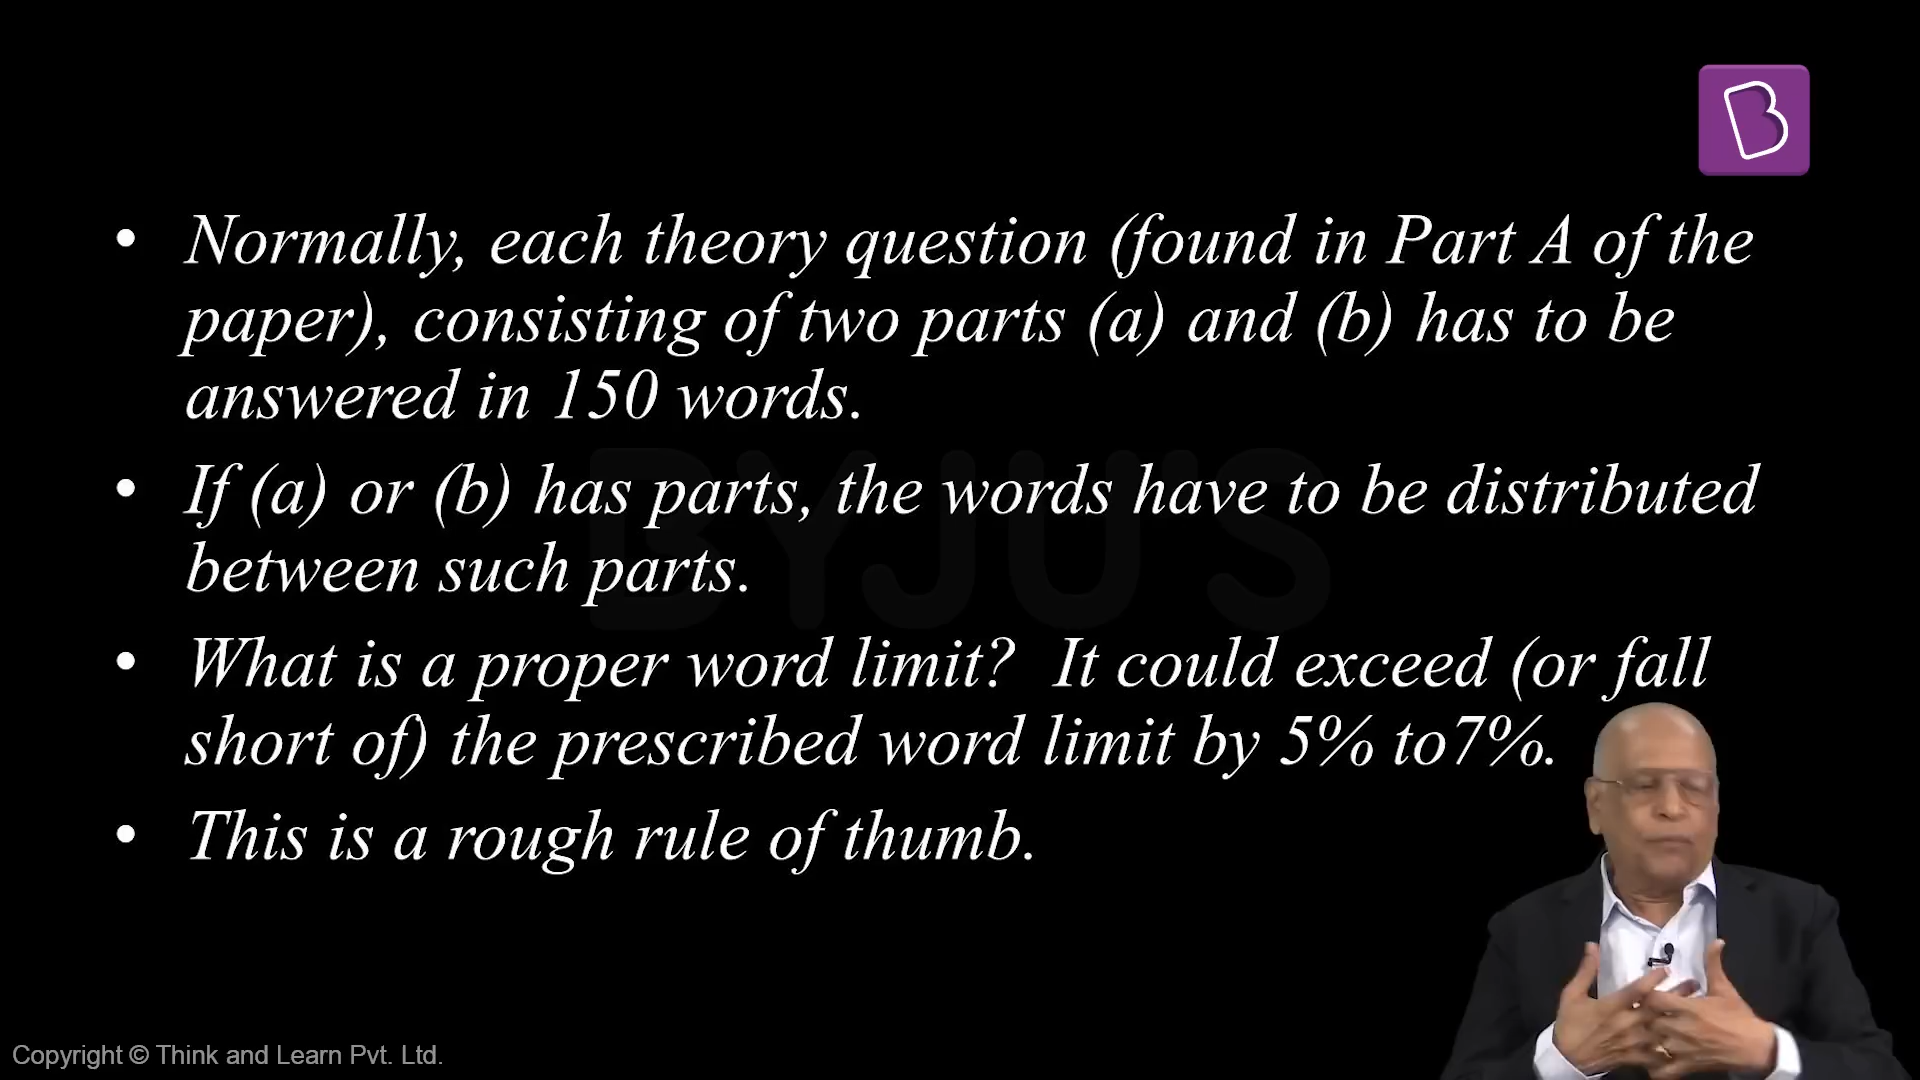 • Normally, each theory question (found in Part A of the
paper), consisting of two parts (a) and (b) has to be
answered in 150 words.
• If (a) or (b) has parts, the words have to be distributed
between such parts.
• What is a proper word limit? It could exceed (or fall
short of) the prescribed word limit by 5% to7%.
• This is a rough rule of thumb.
BYJU'S
B
Copyright © Think and Learn Pvt. Ltd.